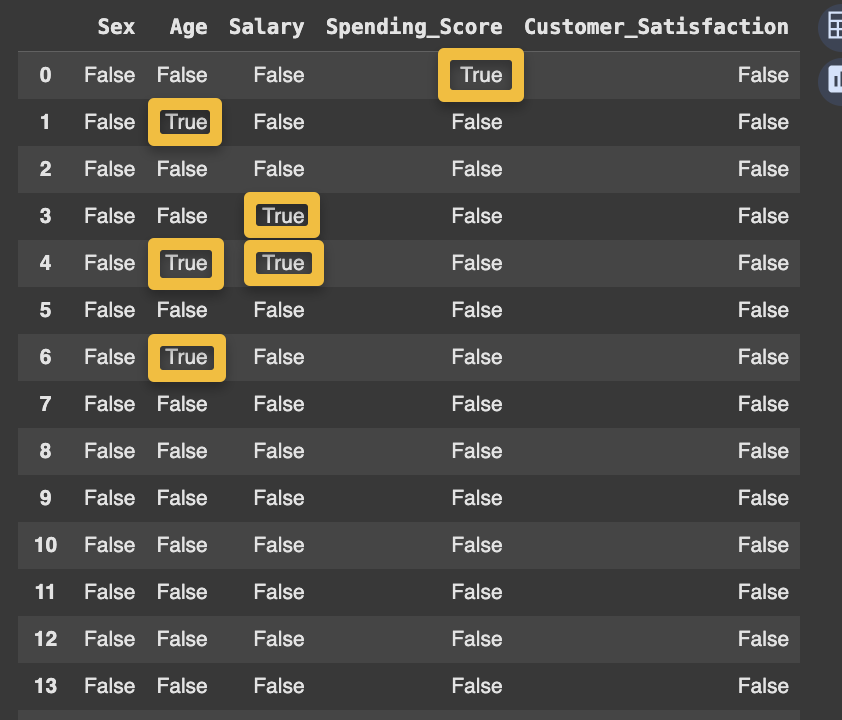 Sex Age Salary Spending_Score Customer_Satisfaction
0 False False False True False
1 False True False False False
2 False False False False False
3 False False True False False
4 False True True False False
5 False False False False False
6 False True False False False
7 False False False False False
8 False False False False False
9 False False False False False
10 False False False False False
11 False False False False False
12 False False False False False
13 False False False False False